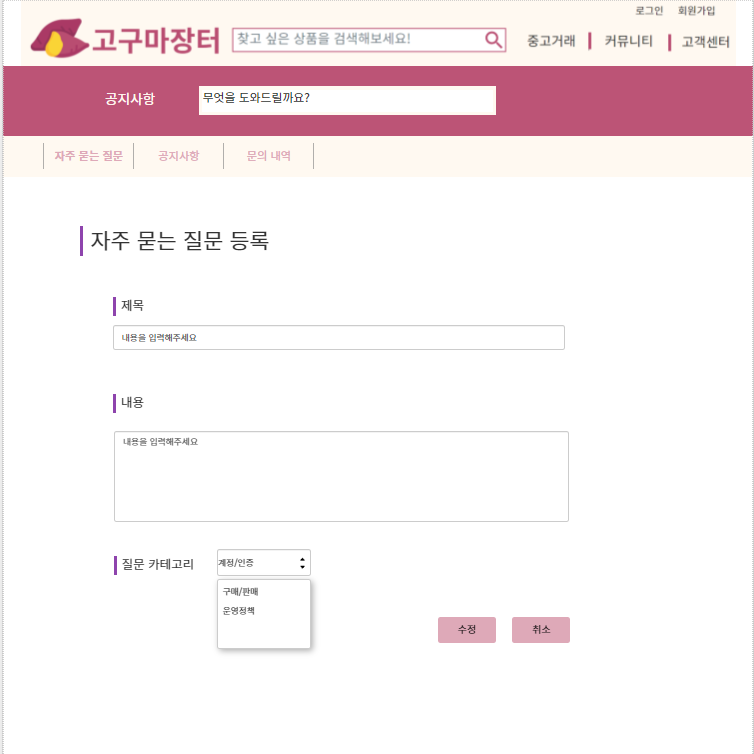 로그인 회원가입
고구마장터
찾고 싶은 상품을 검색해보세요!
중고거래 커뮤니티 고객센터
공지사항
무엇을 도와드릴까요?
자주 묻는 질문 공지사항 문의 내역
자주 묻는 질문 등록
제목
내용을 입력해주세요
내용
내용을 입력해주세요
질문 카테고리
계정/인증
구매/판매
운영정책
수정 취소